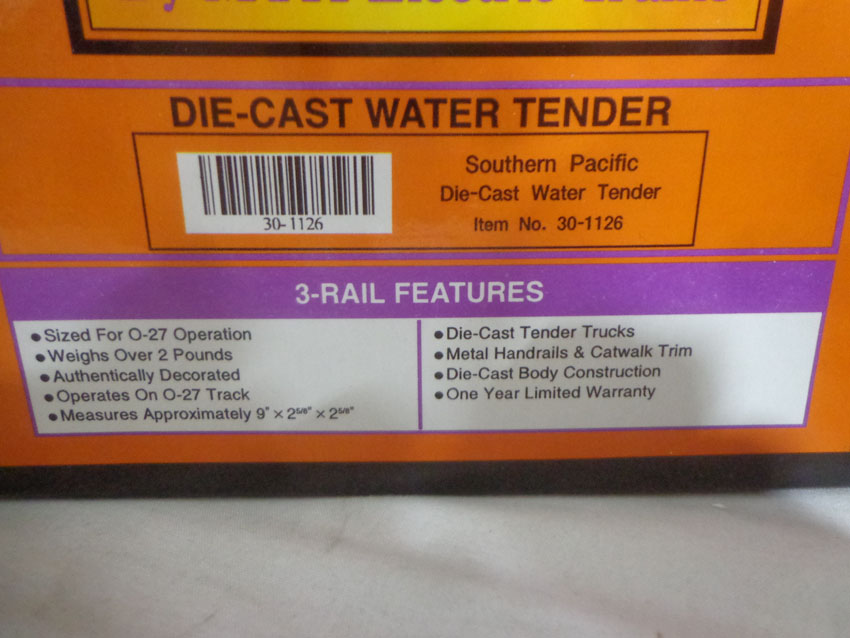 DIE-CAST WATER TENDER
30-1126
Southern Pacific
Die-Cast Water Tender
Item No. 30-1126
3-RAIL FEATURES
• Sized For O-27 Operation
• Weighs Over 2 Pounds
• Authentically Decorated
• Operates On O-27 Track
• Measures Approximately 9" × 2 5/8" × 2 5/8"
• Die-Cast Tender Trucks
• Metal Handrails & Catwalk Trim
• Die-Cast Body Construction
• One Year Limited Warranty